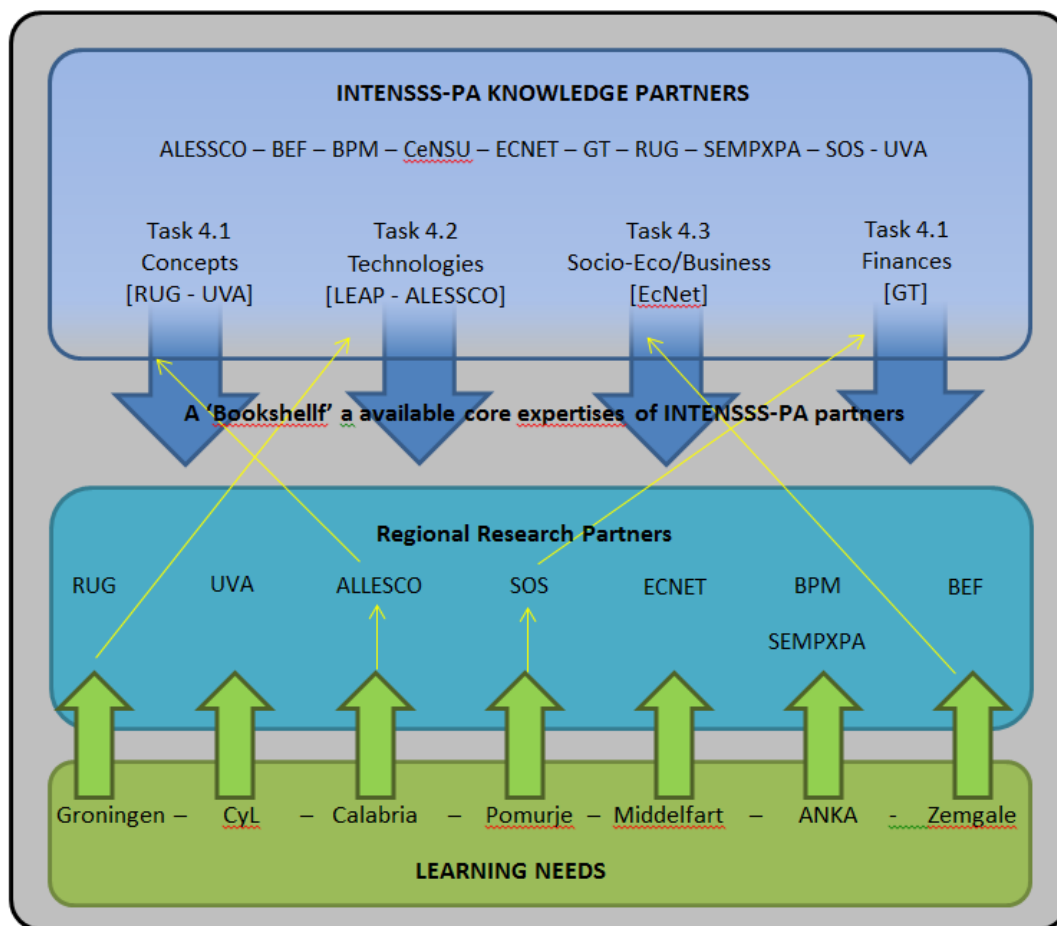 INTENSSS-PA KNOWLEDGE PARTNERS
ALESSCO – BEF – BPM – CeNSU – ECNET – GT – RUG – SEMPXPA – SOS - UVA
Task 4.1
Concepts
[RUG - UVA]
Task 4.2
Technologies
[LEAP - ALESSCO]
Task 4.3
Socio-Eco/Business
[EcNet]
Task 4.1
Finances
[GT]
A ‘Bookshellf’ a available core expertises of INTENSSS-PA partners
Regional Research Partners
RUG UVA ALLESCO SOS ECNET BPM BEF
SEMPXPA
Groningen – CyL – Calabria – Pomurje – Middelfart – ANKA - Zemgale
LEARNING NEEDS